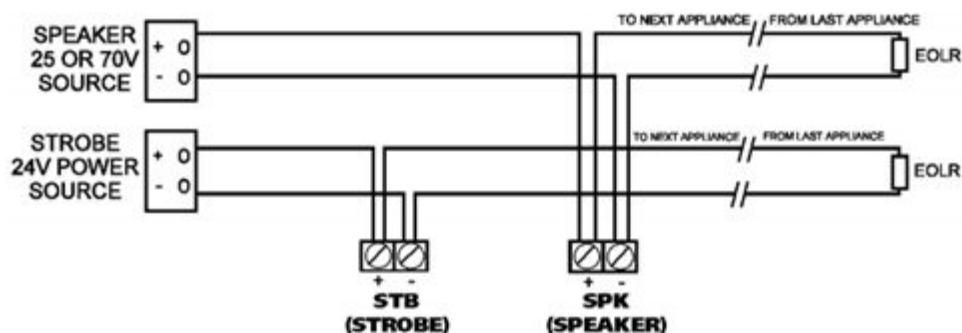 SPEAKER
25 OR 70V
SOURCE
+ O
- O
TO NEXT APPLIANCE
FROM LAST APPLIANCE
EOLR
STROBE
24V POWER
SOURCE
+ O
- O
TO NEXT APPLIANCE
FROM LAST APPLIANCE
EOLR
+ -
STB
(STROBE)
+ -
SPK
(SPEAKER)